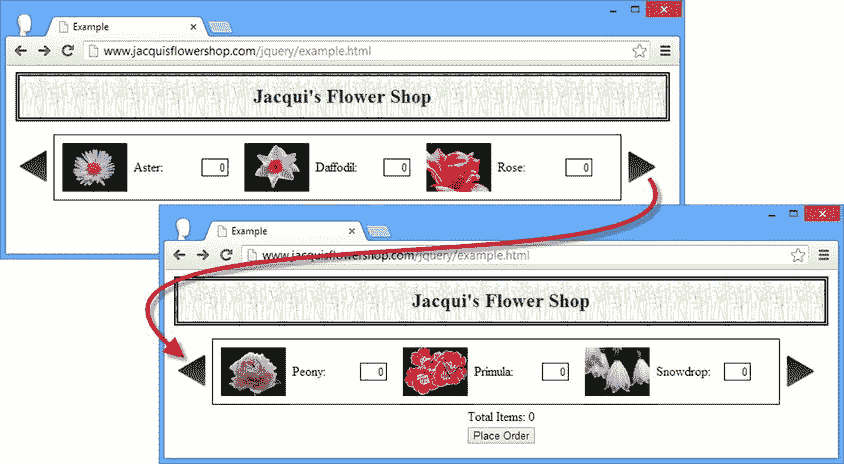 Example
www.jacquisflowershop.com/jquery/example.html
Jacqui's Flower Shop
Aster: 0 Daffodil: 0 Rose: 0
Example
www.jacquisflowershop.com/jquery/example.html
Jacqui's Flower Shop
Peony: 0 Primula: 0 Snowdrop: 0
Total Items: 0
Place Order